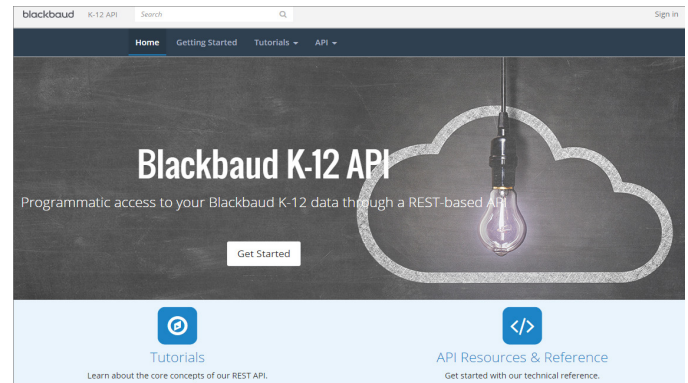 blackbaud K-12 API Search Sign in
Home Getting Started Tutorials API
Blackbaud K-12 API
Programmatic access to your Blackbaud K-12 data through a REST-based API
Get Started
</>
Tutorials API Resources & Reference
Learn about the core concepts of our REST API. Get started with our technical reference.